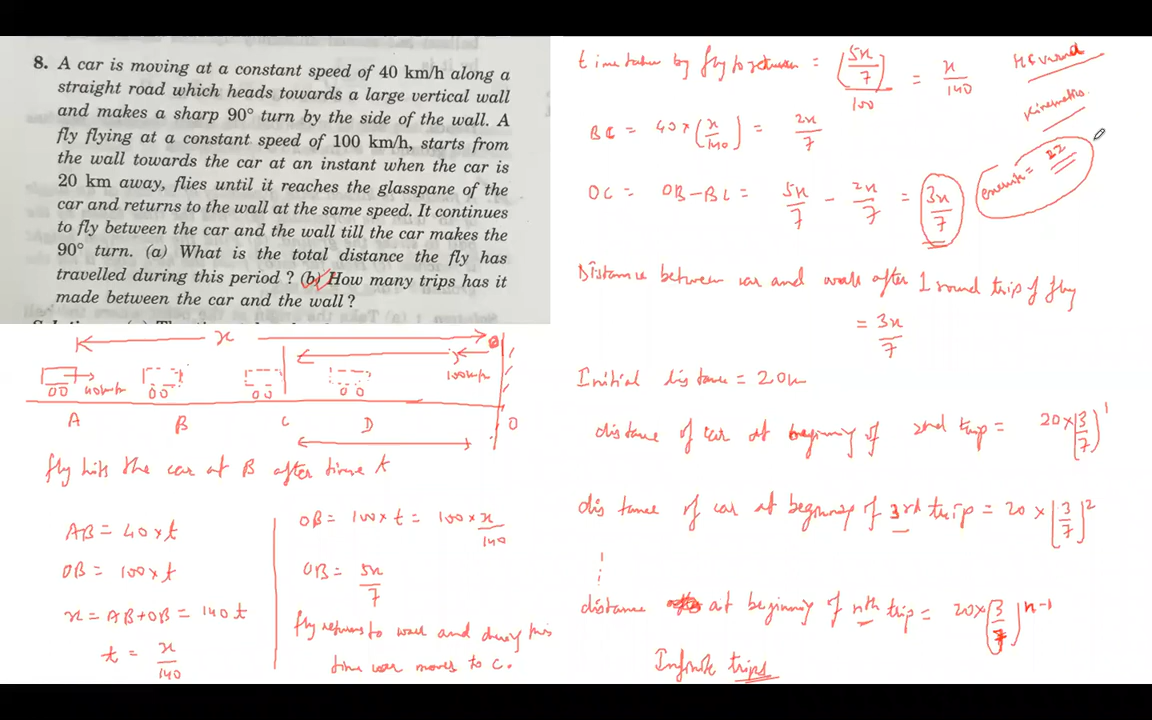 8. A car is moving at a constant speed of 40 km/h along a
straight road which heads towards a large vertical wall
and makes a sharp 90° turn by the side of the wall. A
fly flying at a constant speed of 100 km/h, starts from
the wall towards the car at an instant when the car is
20 km away, flies until it reaches the glasspane of the
car and returns to the wall at the same speed. It continues
to fly between the car and the wall till the car makes the
90° turn. (a) What is the total distance the fly has
travelled during this period ? (b) How many trips has it
made between the car and the wall ?
x
40km/h
100km/h
A B C D O
fly hits the car at B after time t
AB = 40 × t
OB = 100 × t
x = AB + OB = 140 t
t = x/140
OB = 100 × t = 100 × x/140
OB = 5x/7
fly returns to wall and during this
time car moves to C.
time taken by fly to return = (5x/7)/100 = x/140
BC = 40 × (x/140) = 2x/7
OC = OB − BC = 5x/7 − 2x/7 = 3x/7
HC Verma
Kinematics
exercise = 22
Distance between car and wall after 1 round trip of fly
= 3x/7
Initial distance = 20km
distance of car at beginning of 2nd trip = 20 × (3/7)^1
distance of car at beginning of 3rd trip = 20 × (3/7)^2
distance at beginning of nth trip = 20 × (3/7)^n-1
Infinite trips